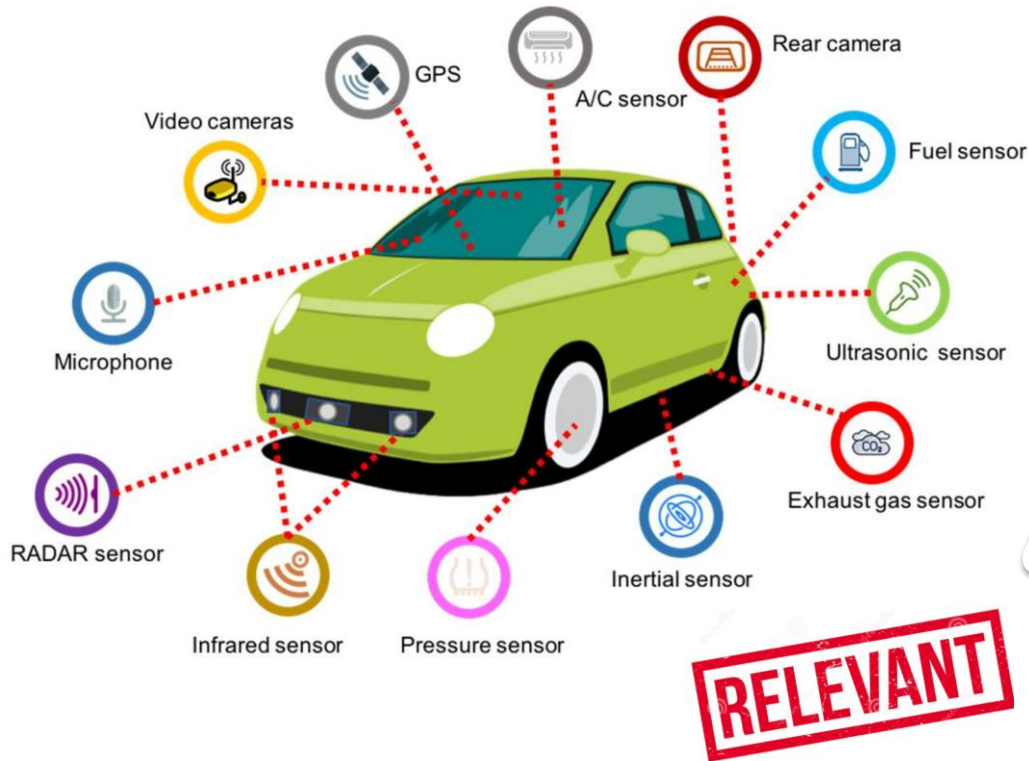 Rear camera
GPS
A/C sensor
Video cameras
Fuel sensor
Microphone
Ultrasonic sensor
CO₂
Exhaust gas sensor
RADAR sensor
Inertial sensor
Infrared sensor
Pressure sensor
RELEVANT